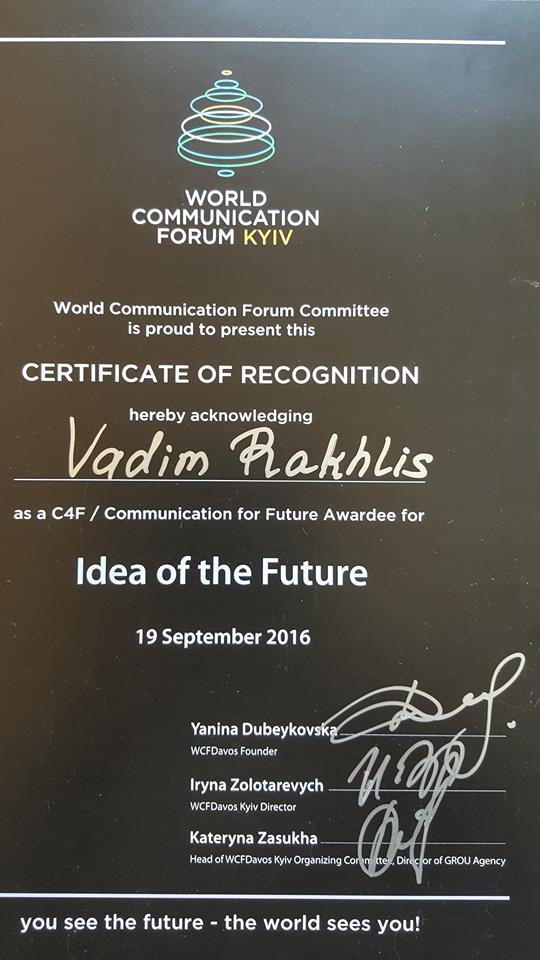 WORLD
COMMUNICATION
FORUM KYIV
World Communication Forum Committee
is proud to present this
CERTIFICATE OF RECOGNITION
hereby acknowledging
Vadim Rakhlis
as a C4F / Communication for Future Awardee for
Idea of the Future
19 September 2016
Yanina Dubeykovska
WCFDavos Founder
Iryna Zolotarevych
WCFDavos Kyiv Director
Kateryna Zasukha
Head of WCFDavos Kyiv Organizing Committee, Director of GROU Agency
you see the future - the world sees you!